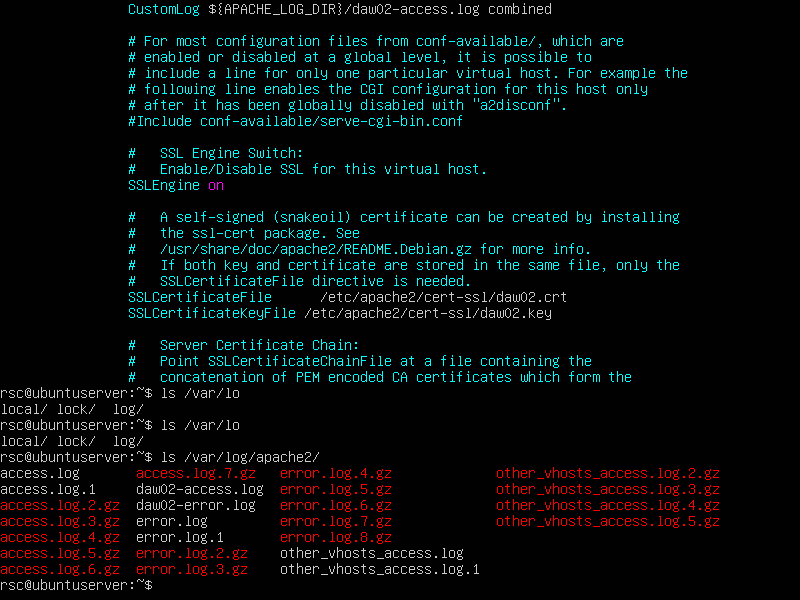 CustomLog ${APACHE_LOG_DIR}/daw02-access.log combined
# For most configuration files from conf-available/, which are
# enabled or disabled at a global level, it is possible to
# include a line for only one particular virtual host. For example the
# following line enables the CGI configuration for this host only
# after it has been globally disabled with "a2disconf".
#Include conf-available/serve-cgi-bin.conf
#   SSL Engine Switch:
#   Enable/Disable SSL for this virtual host.
SSLEngine on
#   A self-signed (snakeoil) certificate can be created by installing
#   the ssl-cert package. See
#   /usr/share/doc/apache2/README.Debian.gz for more info.
#   If both key and certificate are stored in the same file, only the
#   SSLCertificateFile directive is needed.
SSLCertificateFile      /etc/apache2/cert-ssl/daw02.crt
SSLCertificateKeyFile /etc/apache2/cert-ssl/daw02.key
#   Server Certificate Chain:
#   Point SSLCertificateChainFile at a file containing the
#   concatenation of PEM encoded CA certificates which form the
rsc@ubuntuserver:~$ ls /var/lo
local/ lock/  log/
rsc@ubuntuserver:~$ ls /var/lo
local/ lock/  log/
rsc@ubuntuserver:~$ ls /var/log/apache2/
access.log       access.log.7.gz   error.log.4.gz             other_vhosts_access.log.2.gz
access.log.1     daw02-access.log  error.log.5.gz             other_vhosts_access.log.3.gz
access.log.2.gz  daw02-error.log   error.log.6.gz             other_vhosts_access.log.4.gz
access.log.3.gz  error.log         error.log.7.gz             other_vhosts_access.log.5.gz
access.log.4.gz  error.log.1       error.log.8.gz
access.log.5.gz  error.log.2.gz    other_vhosts_access.log
access.log.6.gz  error.log.3.gz    other_vhosts_access.log.1
rsc@ubuntuserver:~$